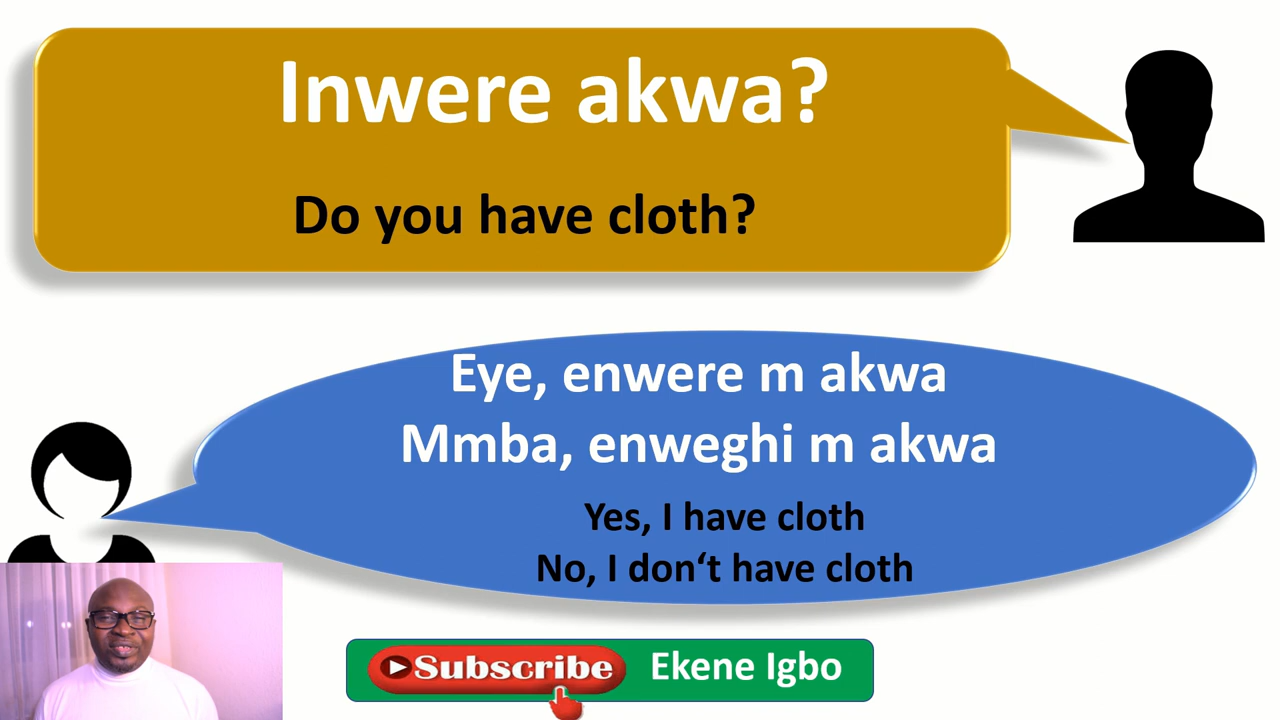 Inwere akwa?
Do you have cloth?
Eye, enwere m akwa
Mmba, enweghi m akwa
Yes, I have cloth
No, I don‘t have cloth
Subscribe Ekene Igbo